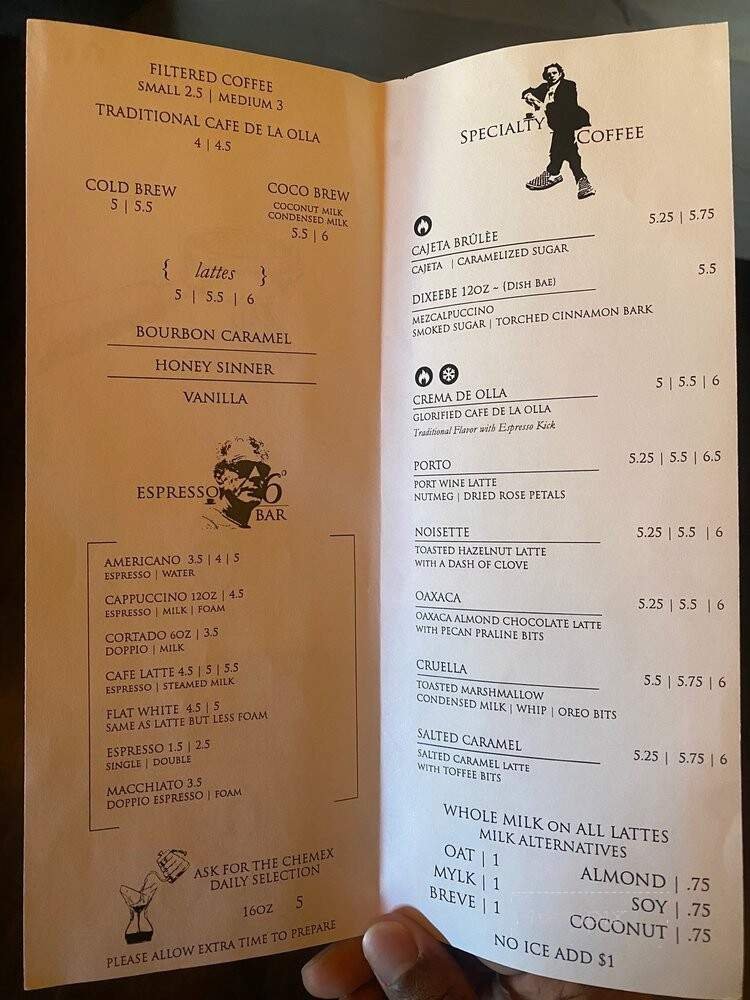 FILTERED COFFEE
SMALL 2.5 | MEDIUM 3
TRADITIONAL CAFE DE LA OLLA
4 | 4.5
COLD BREW
5 | 5.5
COCO BREW
COCONUT MILK
CONDENSED MILK
5.5 | 6
{ lattes }
5 | 5.5 | 6
BOURBON CARAMEL
HONEY SINNER
VANILLA
ESPRESSO 6°
BAR
AMERICANO 3.5 | 4 | 5
ESPRESSO | WATER
CAPPUCCINO 12OZ | 4.5
ESPRESSO | MILK | FOAM
CORTADO 6OZ | 3.5
DOPPIO | MILK
CAFE LATTE 4.5 | 5 | 5.5
ESPRESSO | STEAMED MILK
FLAT WHITE 4.5 | 5
SAME AS LATTE BUT LESS FOAM
ESPRESSO 1.5 | 2.5
SINGLE | DOUBLE
MACCHIATO 3.5
DOPPIO ESPRESSO | FOAM
ASK FOR THE CHEMEX
DAILY SELECTION
16OZ 5
PLEASE ALLOW EXTRA TIME TO PREPARE
SPECIALTY COFFEE
CAJETA BRÛLÈE 5.25 | 5.75
CAJETA | CARAMELIZED SUGAR
DIXEEBE 12OZ ~ (DISH BAE) 5.5
MEZCALPUCCINO
SMOKED SUGAR | TORCHED CINNAMON BARK
CREMA DE OLLA 5 | 5.5 | 6
GLORIFIED CAFE DE LA OLLA
Traditional Flavor with Espresso Kick
PORTO 5.25 | 5.5 | 6.5
PORT WINE LATTE
NUTMEG | DRIED ROSE PETALS
NOISETTE 5.25 | 5.5 | 6
TOASTED HAZELNUT LATTE
WITH A DASH OF CLOVE
OAXACA 5.25 | 5.5 | 6
OAXACA ALMOND CHOCOLATE LATTE
WITH PECAN PRALINE BITS
CRUELLA 5.5 | 5.75 | 6
TOASTED MARSHMALLOW
CONDENSED MILK | WHIP | OREO BITS
SALTED CARAMEL 5.25 | 5.75 | 6
SALTED CARAMEL LATTE
WITH TOFFEE BITS
WHOLE MILK ON ALL LATTES
MILK ALTERNATIVES
OAT | 1
MYLK | 1
BREVE | 1
ALMOND | .75
SOY | .75
COCONUT | .75
NO ICE ADD $1